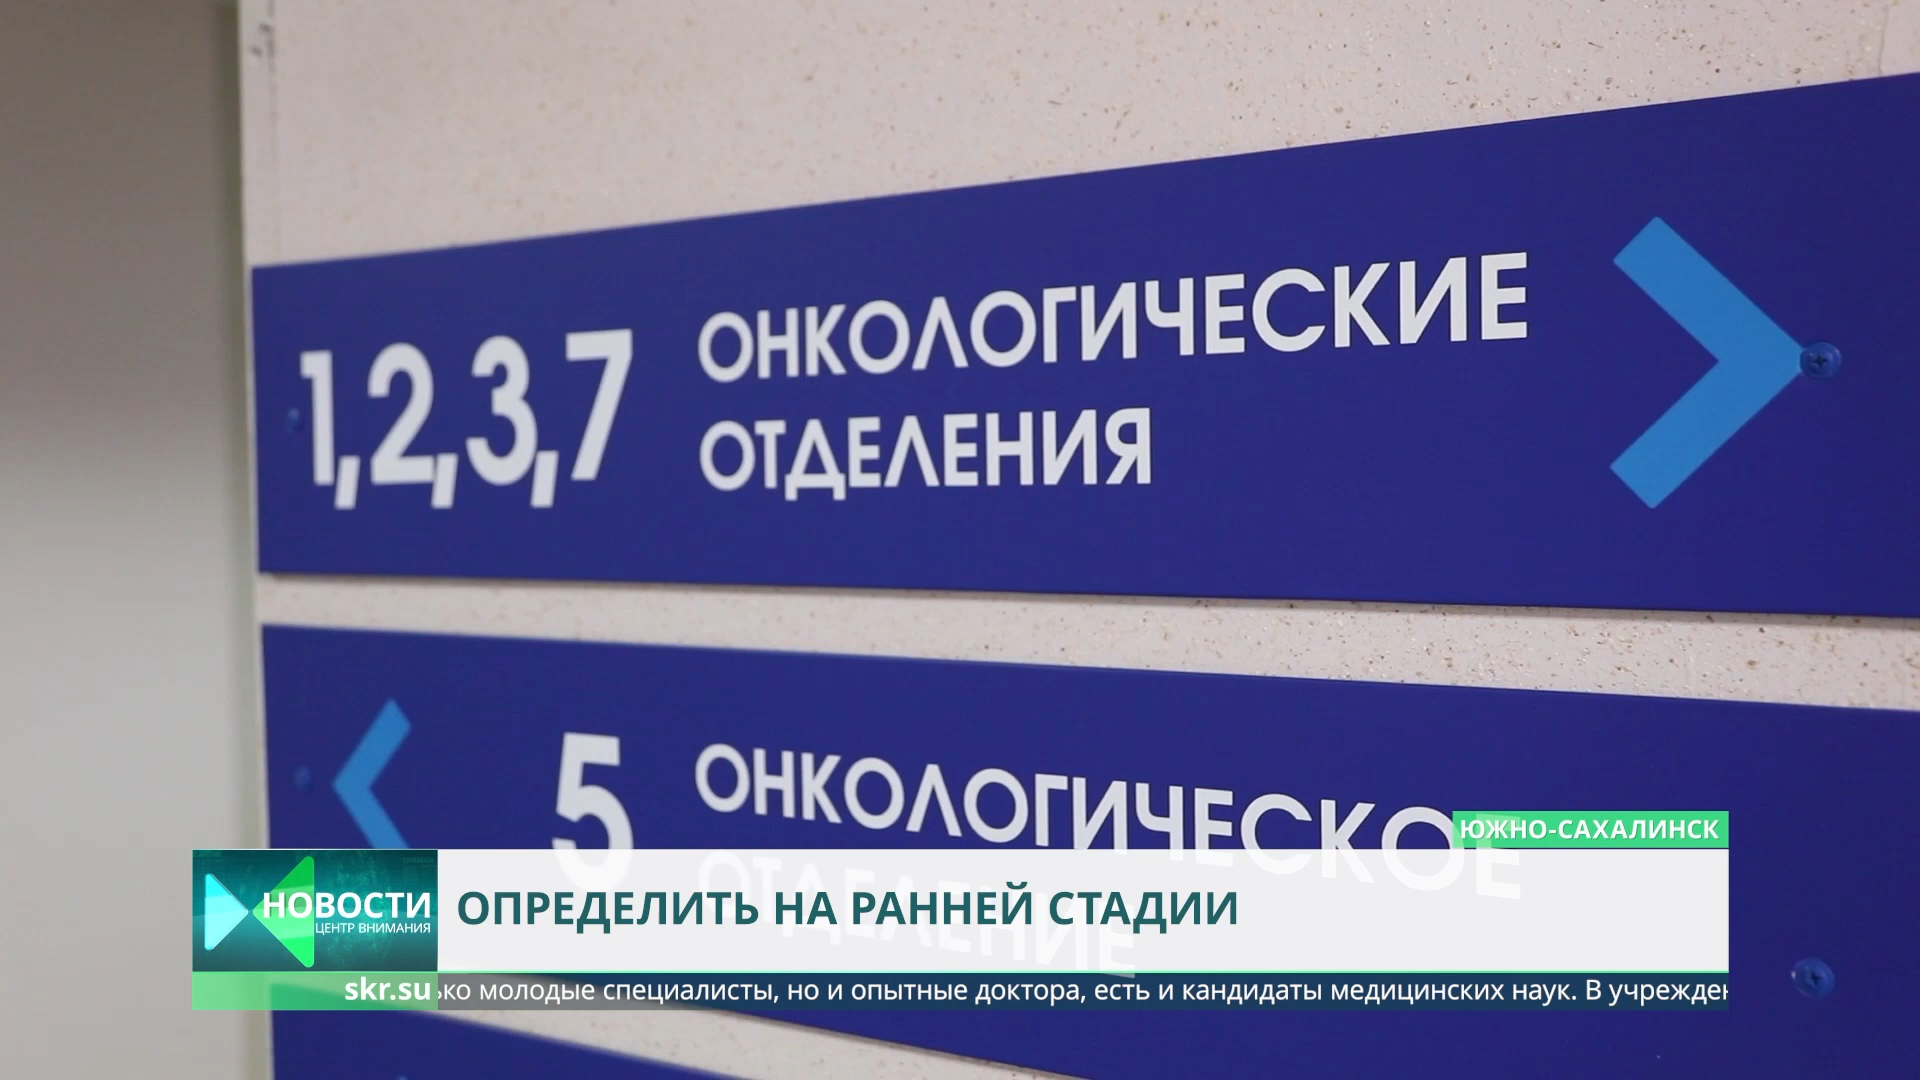 1,2,3,7 ОНКОЛОГИЧЕСКИЕ
ОТДЕЛЕНИЯ
5 ОНКОЛОГИЧЕСКОЕ
ОТДЕЛЕНИЕ
ЮЖНО-САХАЛИНСК
НОВОСТИ
ЦЕНТР ВНИМАНИЯ
ОПРЕДЕЛИТЬ НА РАННЕЙ СТАДИИ
skr.su
молодые специалисты, но и опытные доктора, есть и кандидаты медицинских наук. В